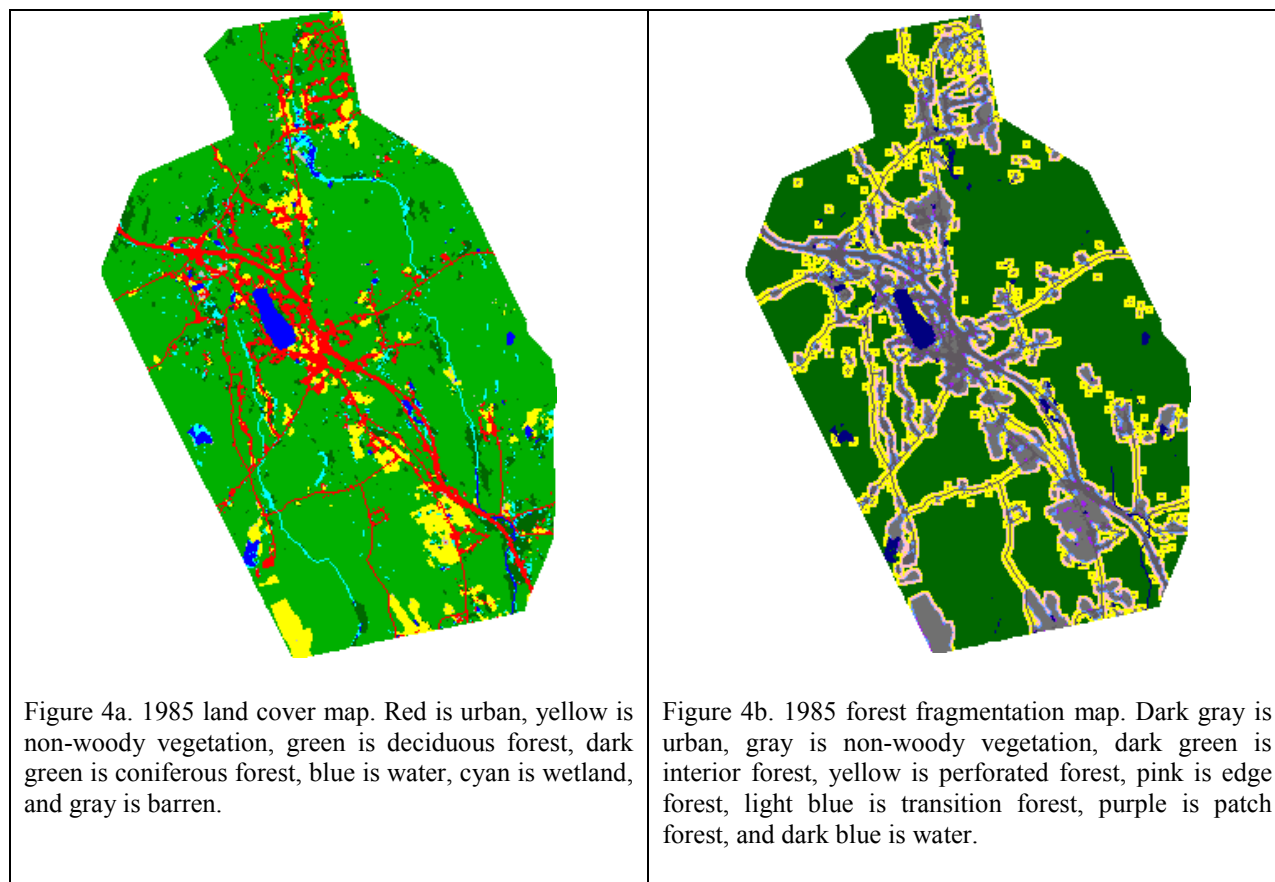 Figure 4a. 1985 land cover map. Red is urban, yellow is
non-woody vegetation, green is deciduous forest, dark
green is coniferous forest, blue is water, cyan is wetland,
and gray is barren.
Figure 4b. 1985 forest fragmentation map. Dark gray is
urban, gray is non-woody vegetation, dark green is
interior forest, yellow is perforated forest, pink is edge
forest, light blue is transition forest, purple is patch
forest, and dark blue is water.